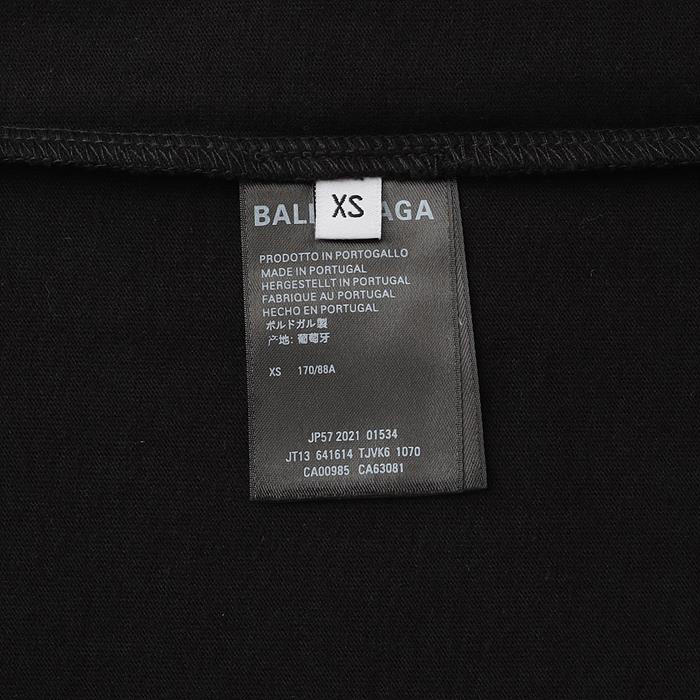 BALL AGA
XS
PRODOTTO IN PORTOGALLO
MADE IN PORTUGAL
HERGESTELLT IN PORTUGAL
FABRIQUE AU PORTUGAL
HECHO EN PORTUGAL
ポルドガル製
产地: 葡萄牙
XS 170/88A
JP57 2021 01534
JT13 641614 TJVK6 1070
CA00985 CA63081